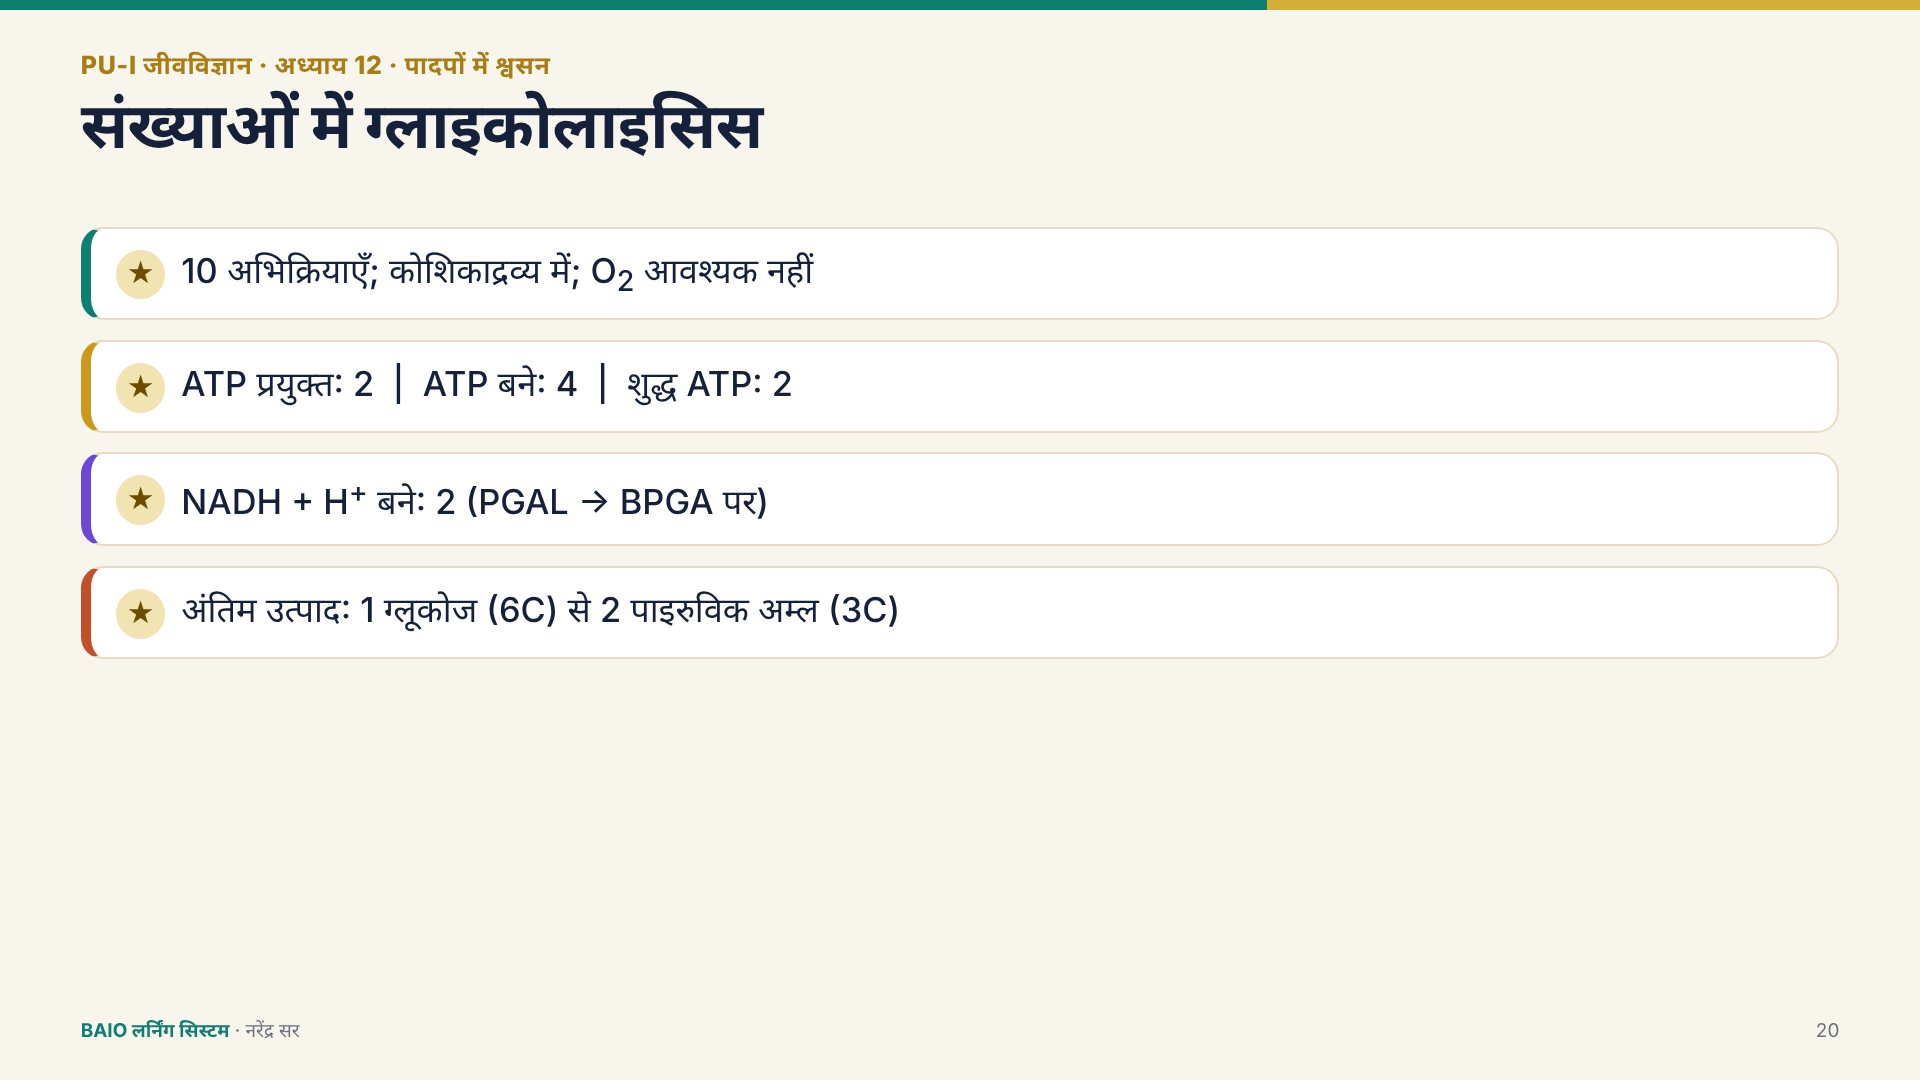 PU-I जीवविज्ञान · अध्याय 12 · पादपों में श्वसन
संख्याओं में ग्लाइकोलाइसिस
★ 10 अभिक्रियाएँ; कोशिकाद्रव्य में; O₂ आवश्यक नहीं
★ ATP प्रयुक्त: 2 | ATP बने: 4 | शुद्ध ATP: 2
★ NADH + H⁺ बने: 2 (PGAL → BPGA पर)
★ अंतिम उत्पाद: 1 ग्लूकोज (6C) से 2 पाइरुविक अम्ल (3C)
BAIO लर्निंग सिस्टम · नरेंद्र सर
20